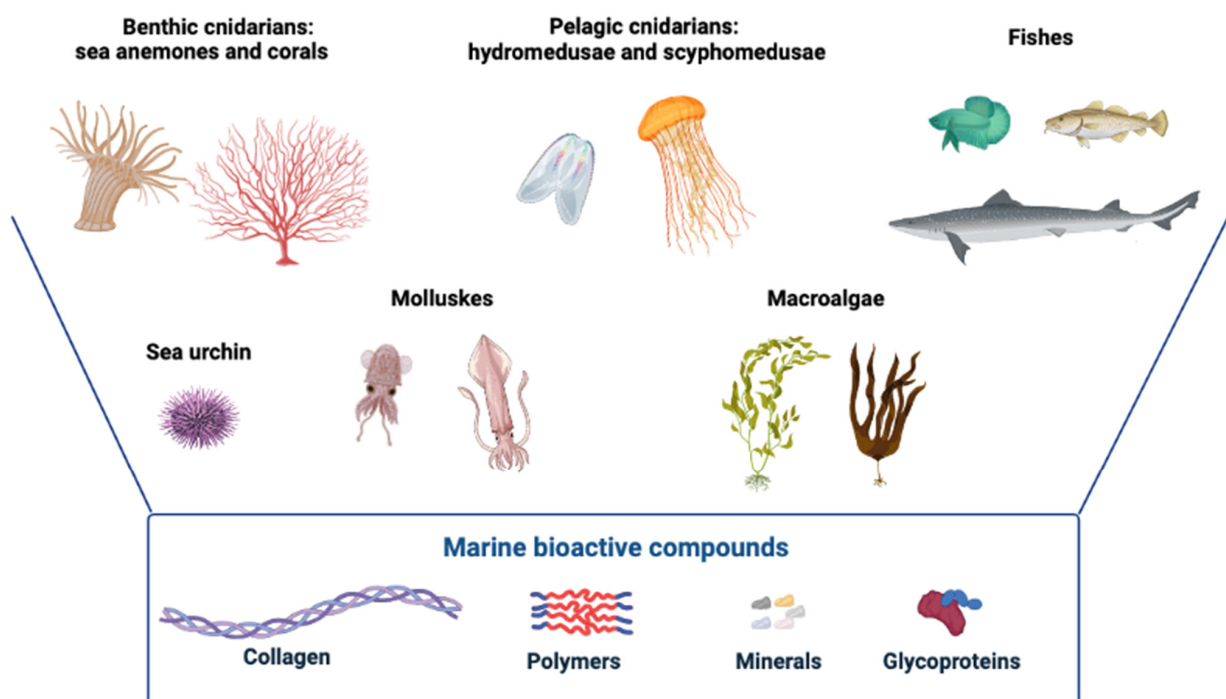 Benthic cnidarians:
sea anemones and corals
Pelagic cnidarians:
hydromedusae and scyphomedusae
Fishes
Molluskes
Macroalgae
Sea urchin
Marine bioactive compounds
Collagen
Polymers
Minerals
Glycoproteins